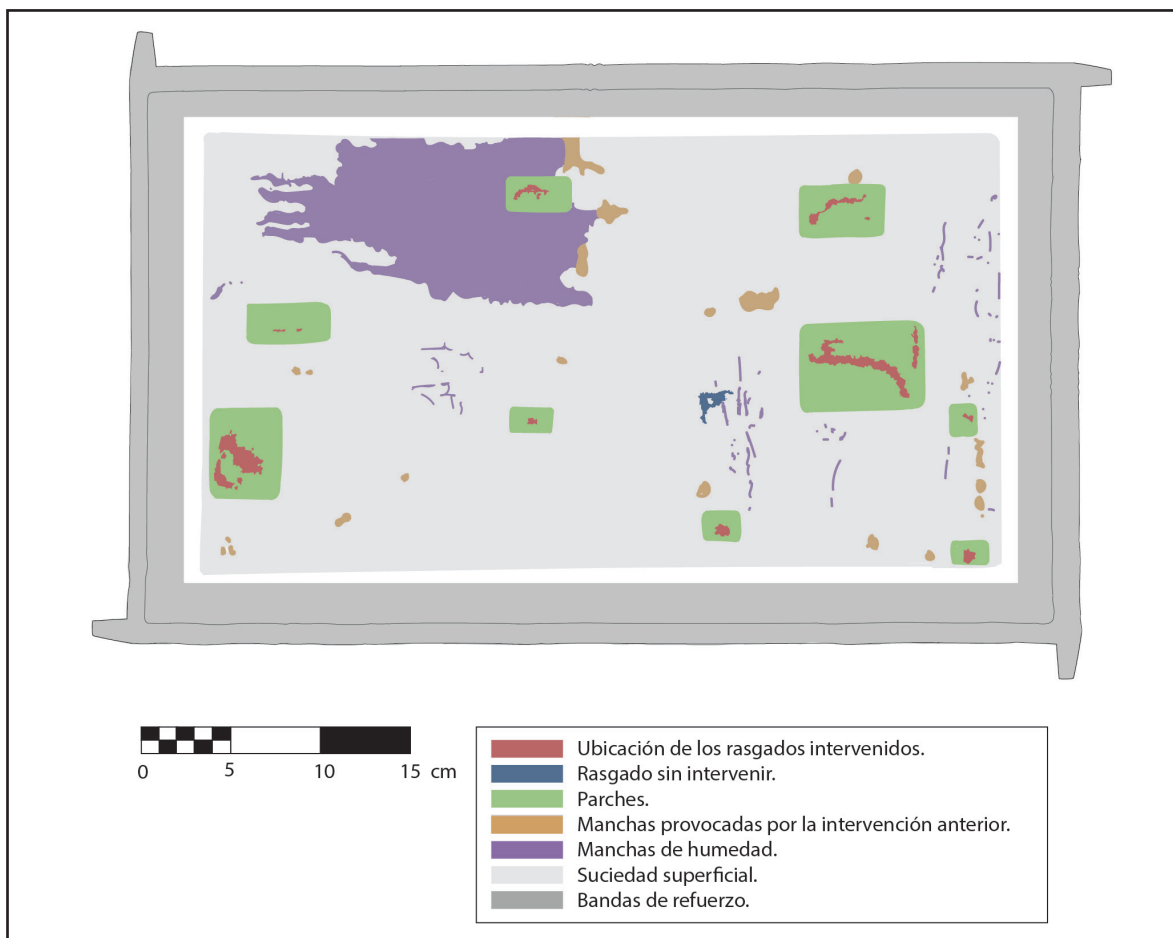 0 5 10 15 cm
Ubicación de los rasgados intervenidos.
Rasgado sin intervenir.
Parches.
Manchas provocadas por la intervención anterior.
Manchas de humedad.
Suciedad superficial.
Bandas de refuerzo.